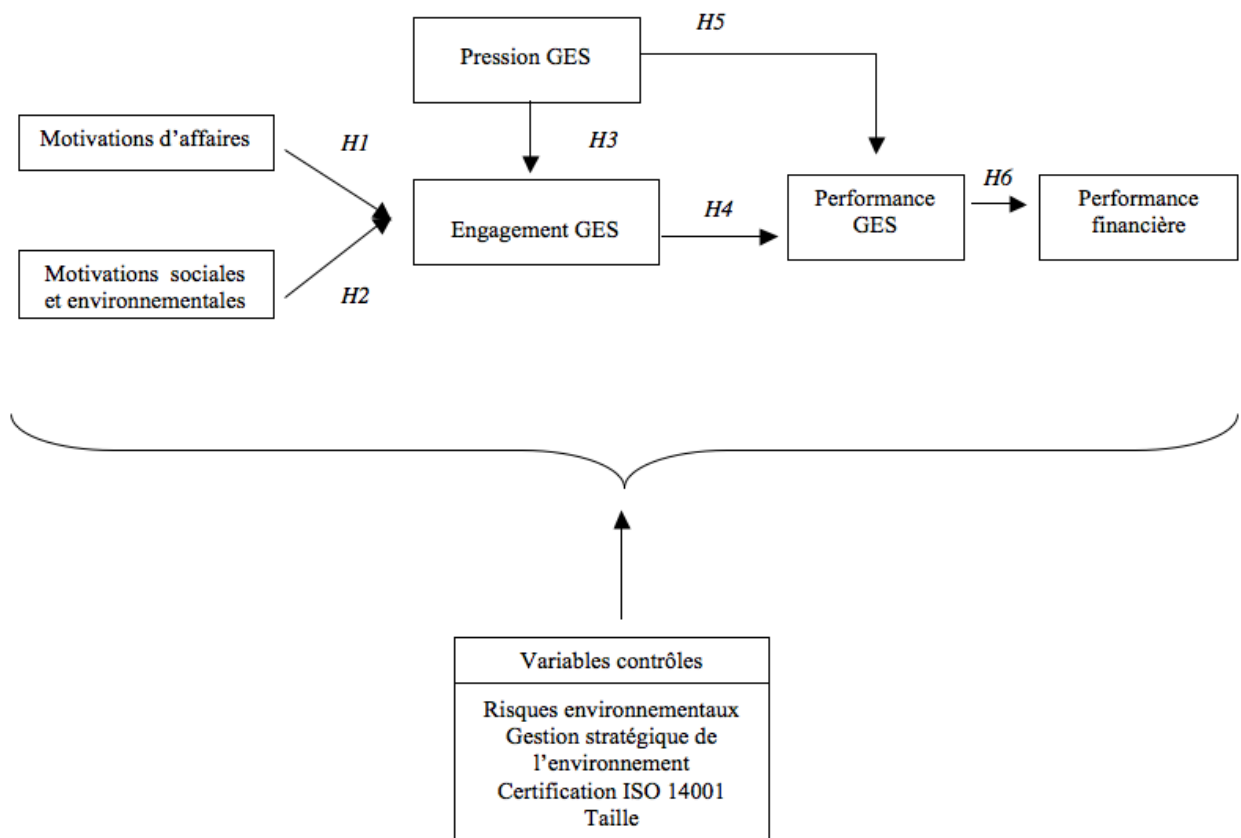 H5
Pression GES
Motivations d’affaires
H1
H3
Engagement GES
H4
Performance
GES
H6
Performance
financière
Motivations sociales
et environnementales
H2
Variables contrôles
Risques environnementaux
Gestion stratégique de
l’environnement
Certification ISO 14001
Taille